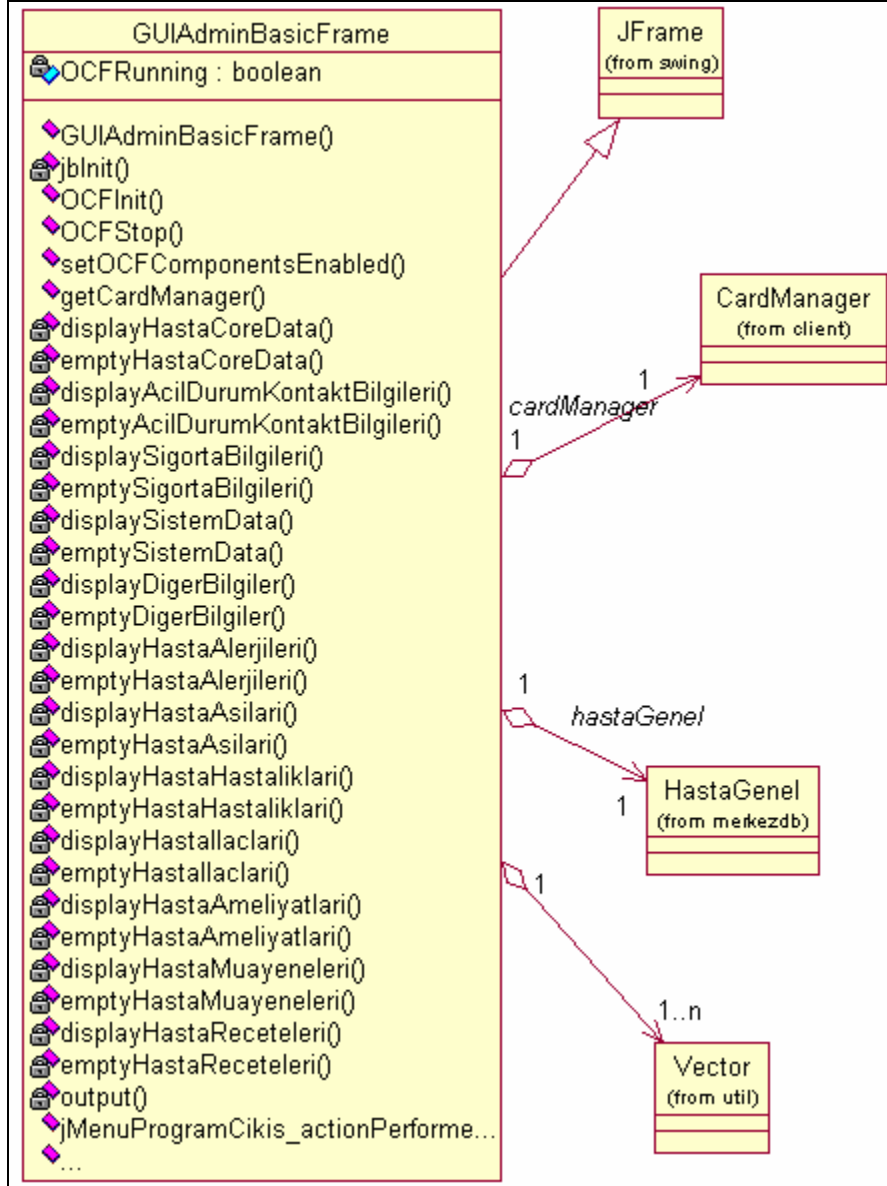 GUIAdminBasicFrame
OCFRunning : boolean
GUIAdminBasicFrame()
jbInit()
OCFInit()
OCFStop()
setOCFComponentsEnabled()
getCardManager()
displayHastaCoreData()
emptyHastaCoreData()
displayAcilDurumKontaktBilgileri()
emptyAcilDurumKontaktBilgileri()
displaySigortaBilgileri()
emptySigortaBilgileri()
displaySistemData()
emptySistemData()
displayDigerBilgiler()
emptyDigerBilgiler()
displayHastaAlerjileri()
emptyHastaAlerjileri()
displayHastaAsilari()
emptyHastaAsilari()
displayHastaHastaliklari()
emptyHastaHastaliklari()
displayHastaIlaclari()
emptyHastaIlaclari()
displayHastaAmeliyatlari()
emptyHastaAmeliyatlari()
displayHastaMuayeneleri()
emptyHastaMuayeneleri()
displayHastaReceteleri()
emptyHastaReceteleri()
output()
jMenuProgramCikis_actionPerforme...
...
JFrame
(from swing)
CardManager
(from client)
1
cardManager
1
1
hastaGenel
1
HastaGenel
(from merkezdb)
1
1..n
Vector
(from util)